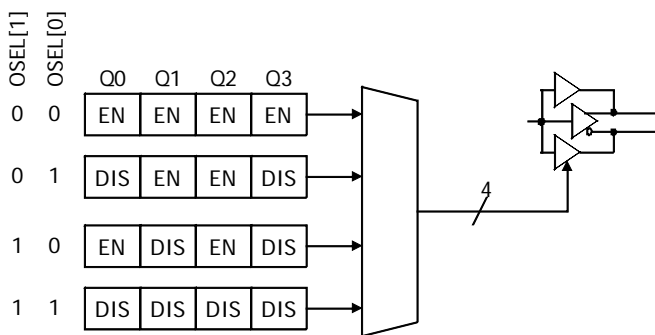 OSEL[1] OSEL[0]
Q0 Q1 Q2 Q3
0 0 EN EN EN EN
0 1 DIS EN EN DIS
4
1 0 EN DIS EN DIS
1 1 DIS DIS DIS DIS